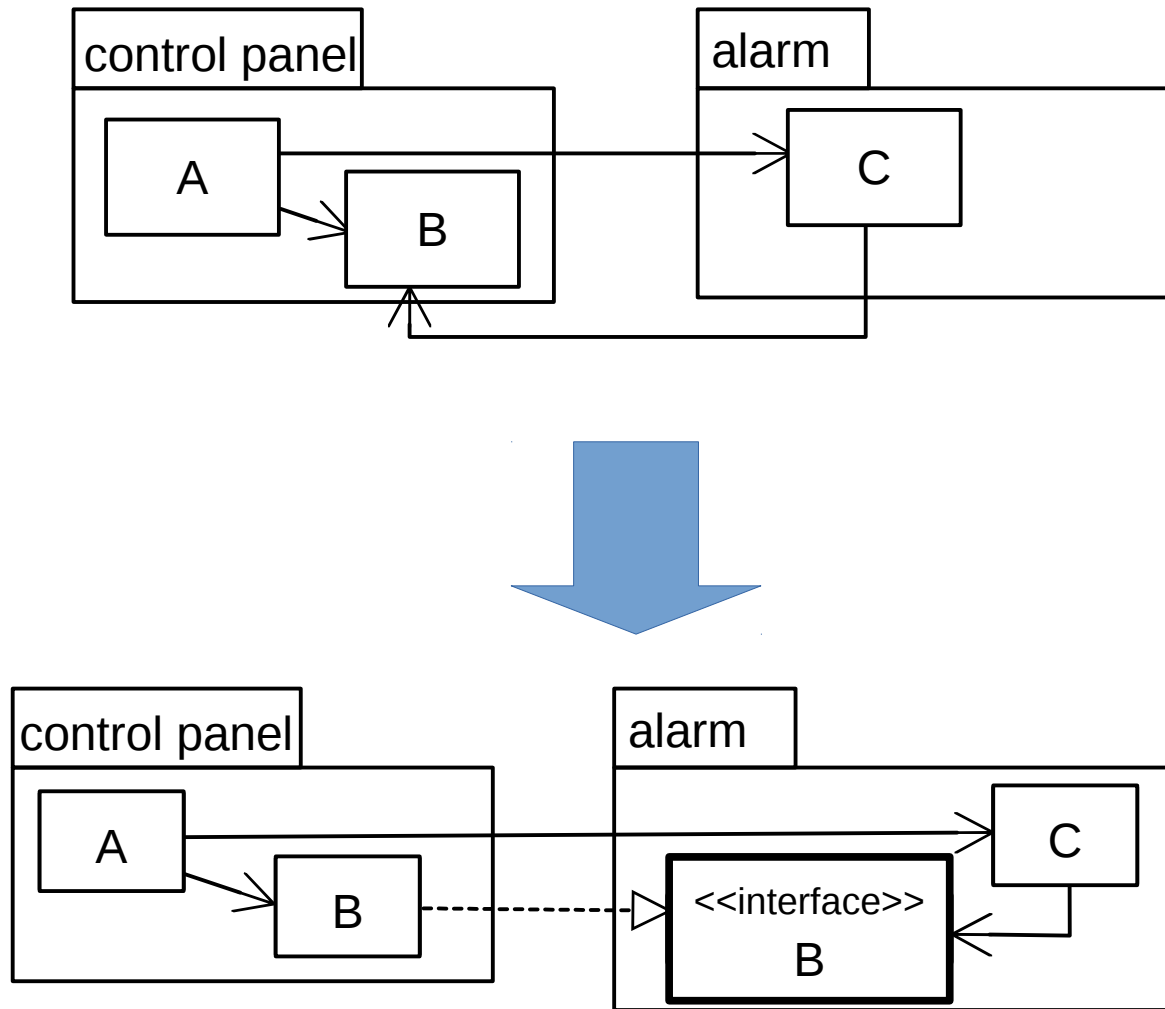 control panel
alarm
A
B
C
control panel
alarm
A
B
C
<<interface>>
B